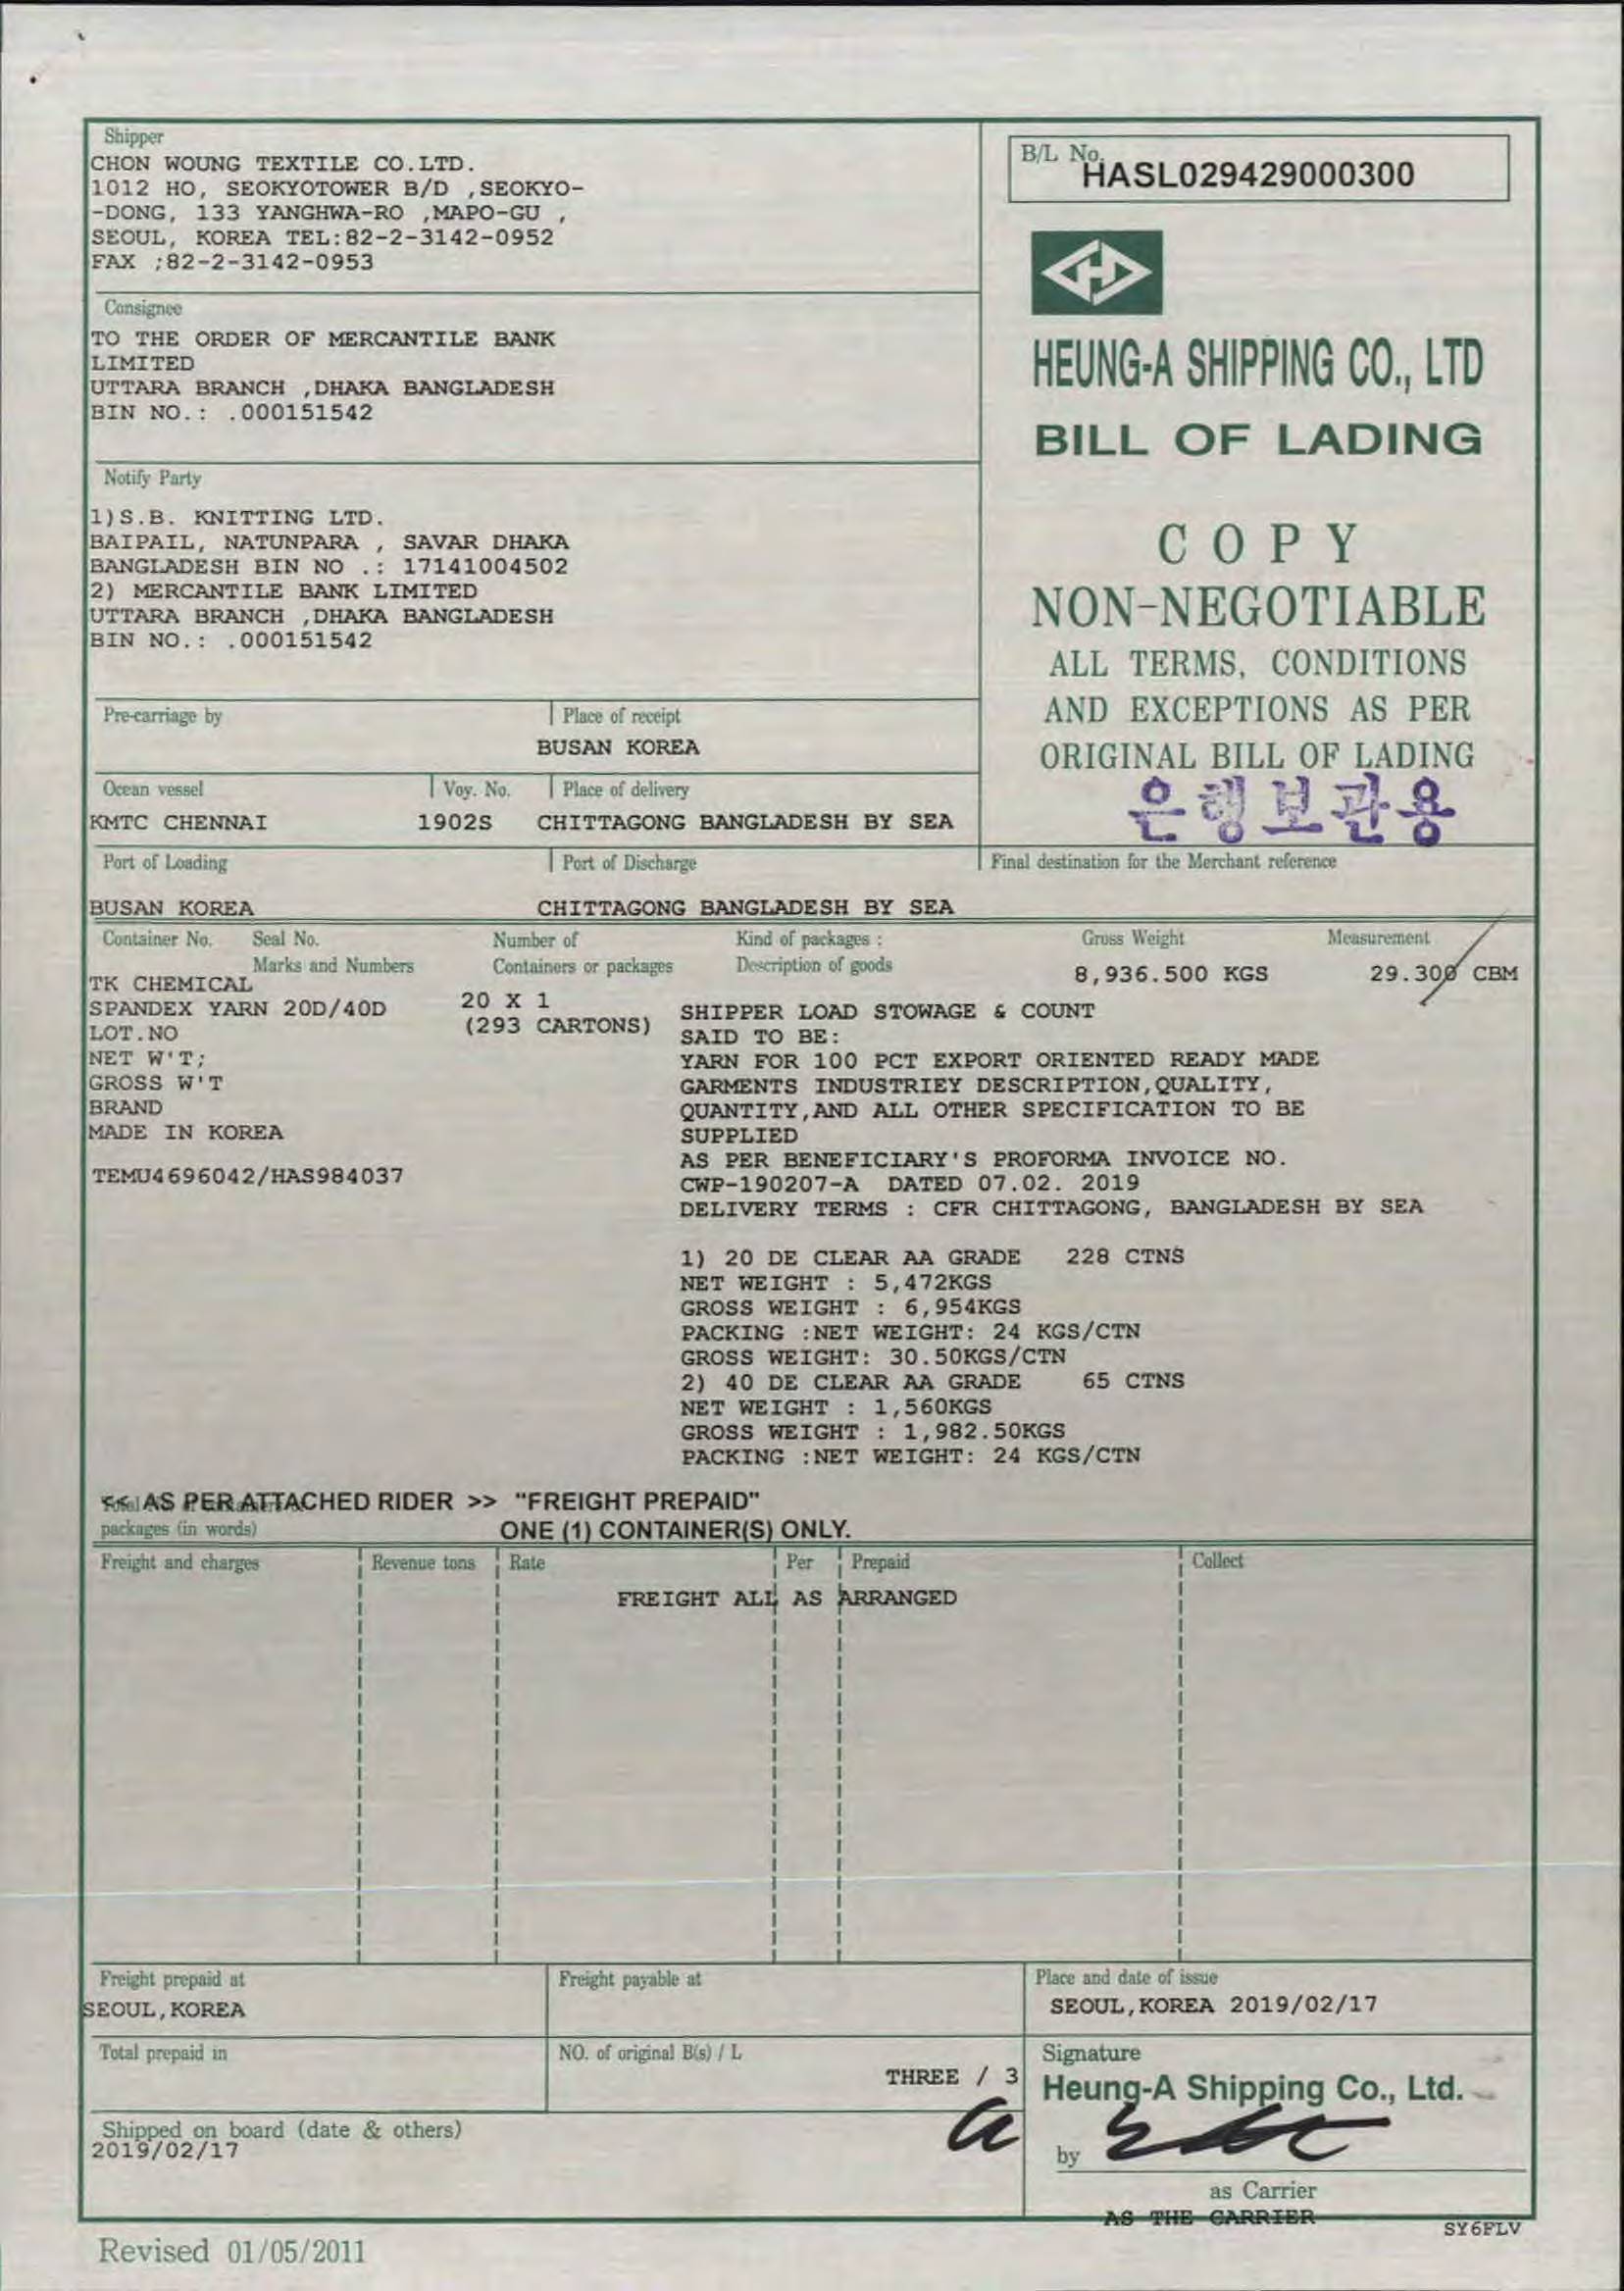 Shipper
CHON WOUNG TEXTILE CO.LTD.
1012 HO, SEOKYOTOWER B/D ,SEOKYO-
-DONG, 133 YANGHWA-RO ,MAPO-GU ,
SEOUL, KOREA TEL:82-2-3142-0952
FAX ;82-2-3142-0953
B/L No.
HASL029429000300
Consignee
TO THE ORDER OF MERCANTILE BANK
LIMITED
UTTARA BRANCH ,DHAKA BANGLADESH
BIN NO.: .000151542
HEUNG-A SHIPPING CO., LTD
BILL OF LADING
Notify Party
1)S.B. KNITTING LTD.
BAIPAIL, NATUNPARA , SAVAR DHAKA
BANGLADESH BIN NO .: 17141004502
2) MERCANTILE BANK LIMITED
UTTARA BRANCH ,DHAKA BANGLADESH
BIN NO.: .000151542
COPY
NON-NEGOTIABLE
ALL TERMS, CONDITIONS
AND EXCEPTIONS AS PER
ORIGINAL BILL OF LADING
은행보관용
Pre-carriage by
Place of receipt
BUSAN KOREA
Ocean vessel
Voy. No.
Place of delivery
KMTC CHENNAI 1902S CHITTAGONG BANGLADESH BY SEA
Port of Loading
Port of Discharge
Final destination for the Merchant reference
BUSAN KOREA CHITTAGONG BANGLADESH BY SEA
Container No. Seal No. Number of Kind of packages : Gross Weight Measurement
Marks and Numbers Containers or packages Description of goods
8,936.500 KGS 29.300 CBM
TK CHEMICAL
SPANDEX YARN 20D/40D
LOT.NO
NET W'T;
GROSS W'T
BRAND
MADE IN KOREA
TEMU4696042/HAS984037
20 X 1
(293 CARTONS)
SHIPPER LOAD STOWAGE & COUNT
SAID TO BE:
YARN FOR 100 PCT EXPORT ORIENTED READY MADE
GARMENTS INDUSTRIEY DESCRIPTION,QUALITY,
QUANTITY,AND ALL OTHER SPECIFICATION TO BE
SUPPLIED
AS PER BENEFICIARY'S PROFORMA INVOICE NO.
CWP-190207-A DATED 07.02. 2019
DELIVERY TERMS : CFR CHITTAGONG, BANGLADESH BY SEA
1) 20 DE CLEAR AA GRADE 228 CTNS
NET WEIGHT : 5,472KGS
GROSS WEIGHT : 6,954KGS
PACKING :NET WEIGHT: 24 KGS/CTN
GROSS WEIGHT: 30.50KGS/CTN
2) 40 DE CLEAR AA GRADE 65 CTNS
NET WEIGHT : 1,560KGS
GROSS WEIGHT : 1,982.50KGS
PACKING :NET WEIGHT: 24 KGS/CTN
<< AS PER ATTACHED RIDER >> "FREIGHT PREPAID"
packages (in words)
ONE (1) CONTAINER(S) ONLY.
Freight and charges Revenue tons Rate Per Prepaid Collect
FREIGHT ALL AS ARRANGED
Freight prepaid at
SEOUL,KOREA
Freight payable at
Place and date of issue
SEOUL,KOREA 2019/02/17
Total prepaid in
NO. of original B(s) / L
THREE / 3
Signature
Heung-A Shipping Co., Ltd.
Shipped on board (date & others)
2019/02/17
by
as Carrier
AS THE CARRIER
SY6FLV
Revised 01/05/2011